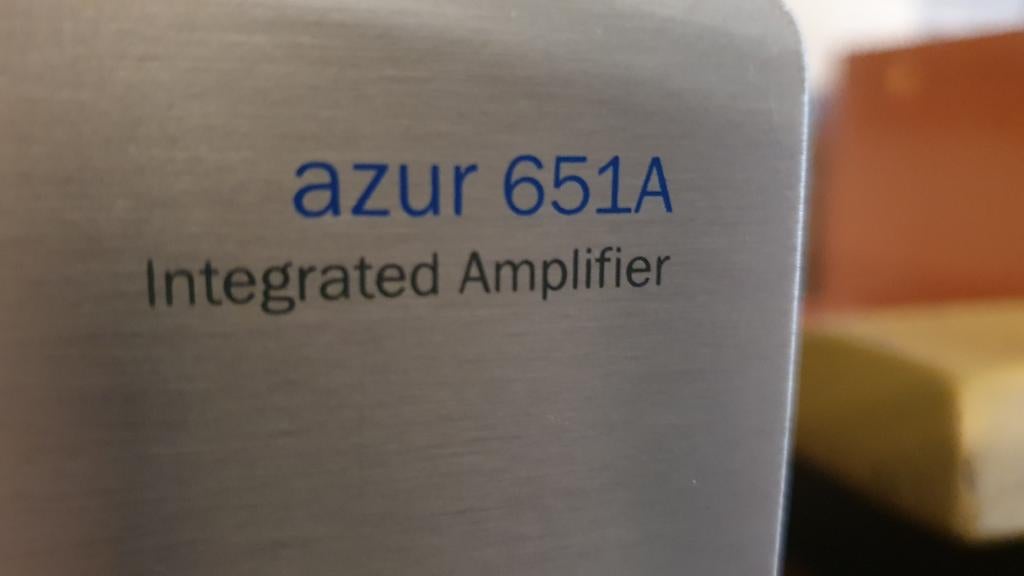 azur 651A
Integrated Amplifier